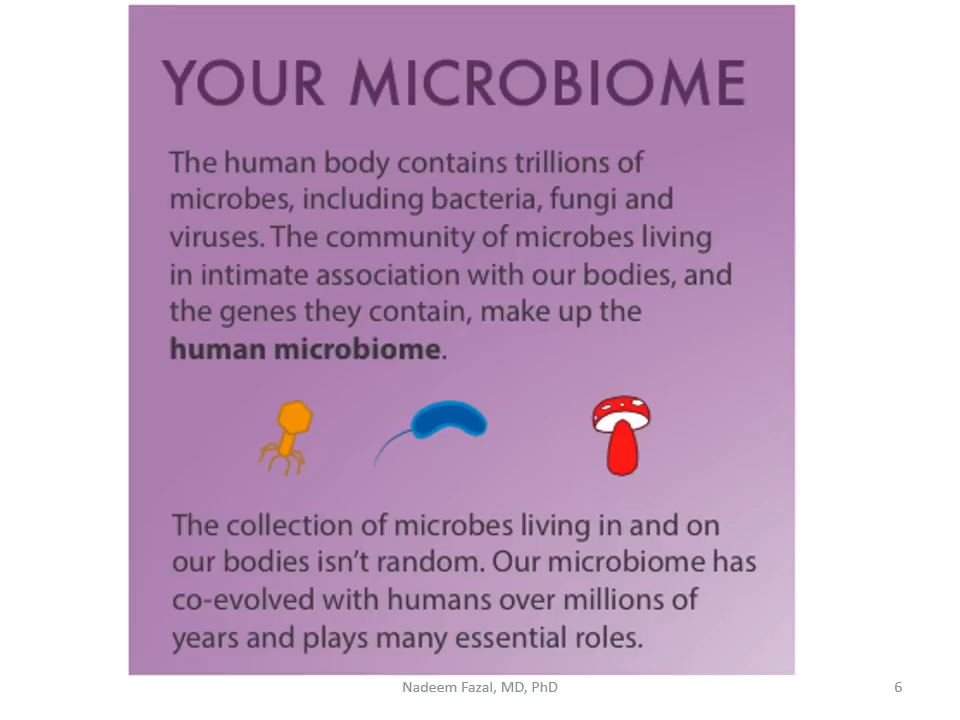 YOUR MICROBIOME
The human body contains trillions of
microbes, including bacteria, fungi and
viruses. The community of microbes living
in intimate association with our bodies, and
the genes they contain, make up the
human microbiome.
The collection of microbes living in and on
our bodies isn't random. Our microbiome has
co-evolved with humans over millions of
years and plays many essential roles.
Nadeem Fazal, MD, PhD
6